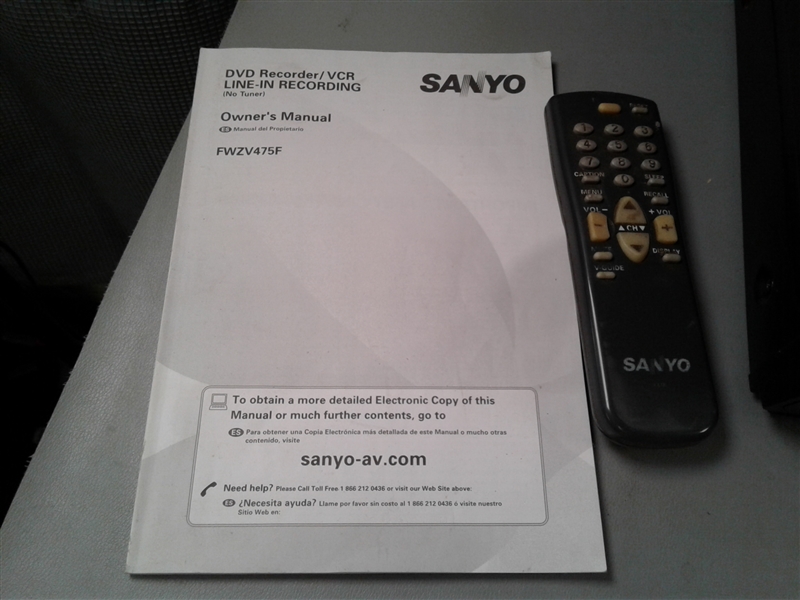 DVD Recorder/VCR
LINE-IN RECORDING
(No Tuner)
SANYO
Owner's Manual
ES Manual del Propietario
FWZV475F
To obtain a more detailed Electronic Copy of this
Manual or much further contents, go to
ES Para obtener una Copia Electrónica más detallada de este Manual o mucho otras
contenido, visite
sanyo-av.com
Need help? Please Call Toll Free 1 866 212 0436 or visit our Web Site above:
ES ¿Necesita ayuda? Llame por favor sin costo al 1 866 212 0436 ó visite nuestro
Sitio Web en:
1 2 3
4 5 6
7 8 9
CAPTION 0 SLEEP
MENU RECALL
VOL − + VOL
▲CH▼
DISPLAY
V-GUIDE
SANYO